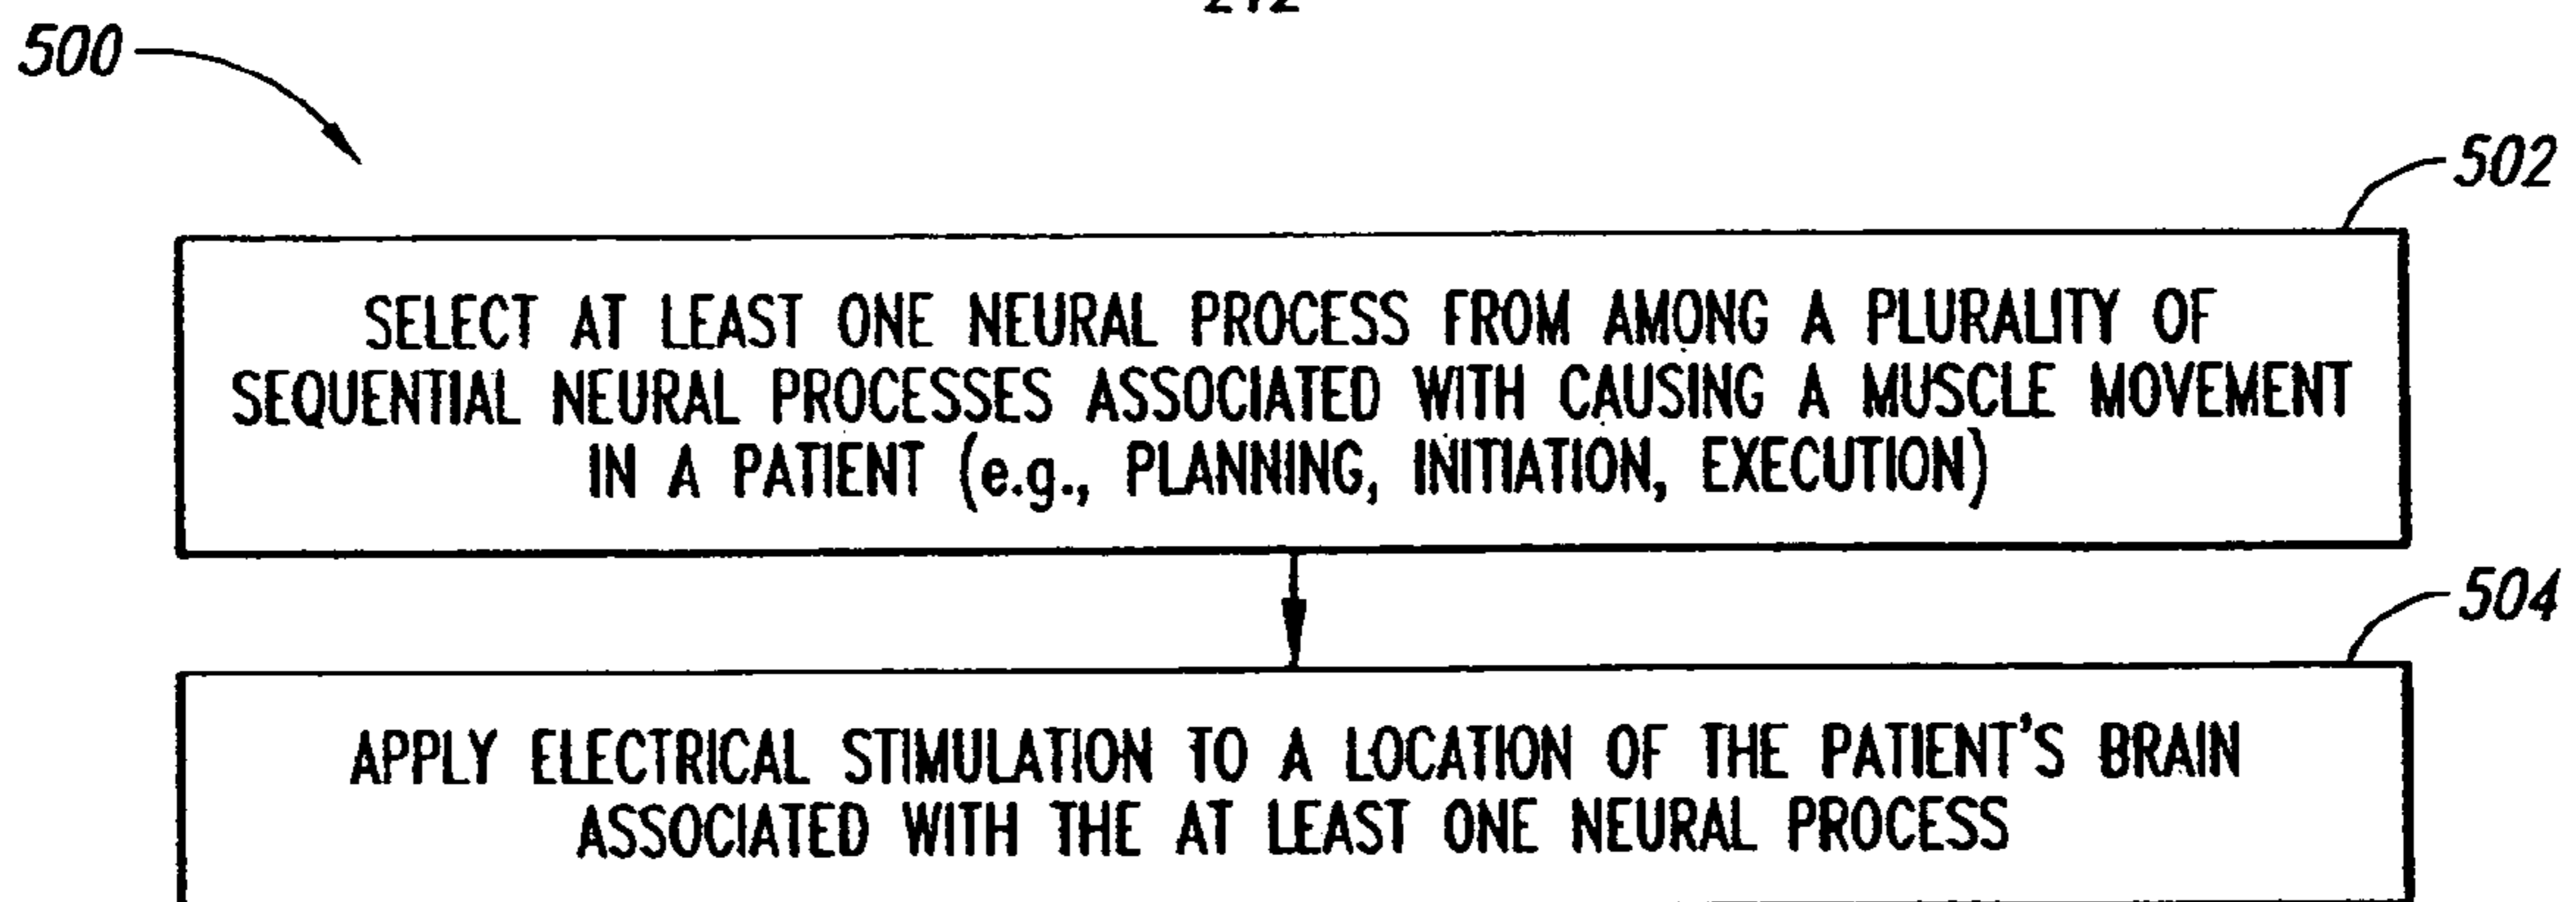 500
502
SELECT AT LEAST ONE NEURAL PROCESS FROM AMONG A PLURALITY OF
SEQUENTIAL NEURAL PROCESSES ASSOCIATED WITH CAUSING A MUSCLE MOVEMENT
IN A PATIENT (e.g., PLANNING, INITIATION, EXECUTION)
504
APPLY ELECTRICAL STIMULATION TO A LOCATION OF THE PATIENT'S BRAIN
ASSOCIATED WITH THE AT LEAST ONE NEURAL PROCESS